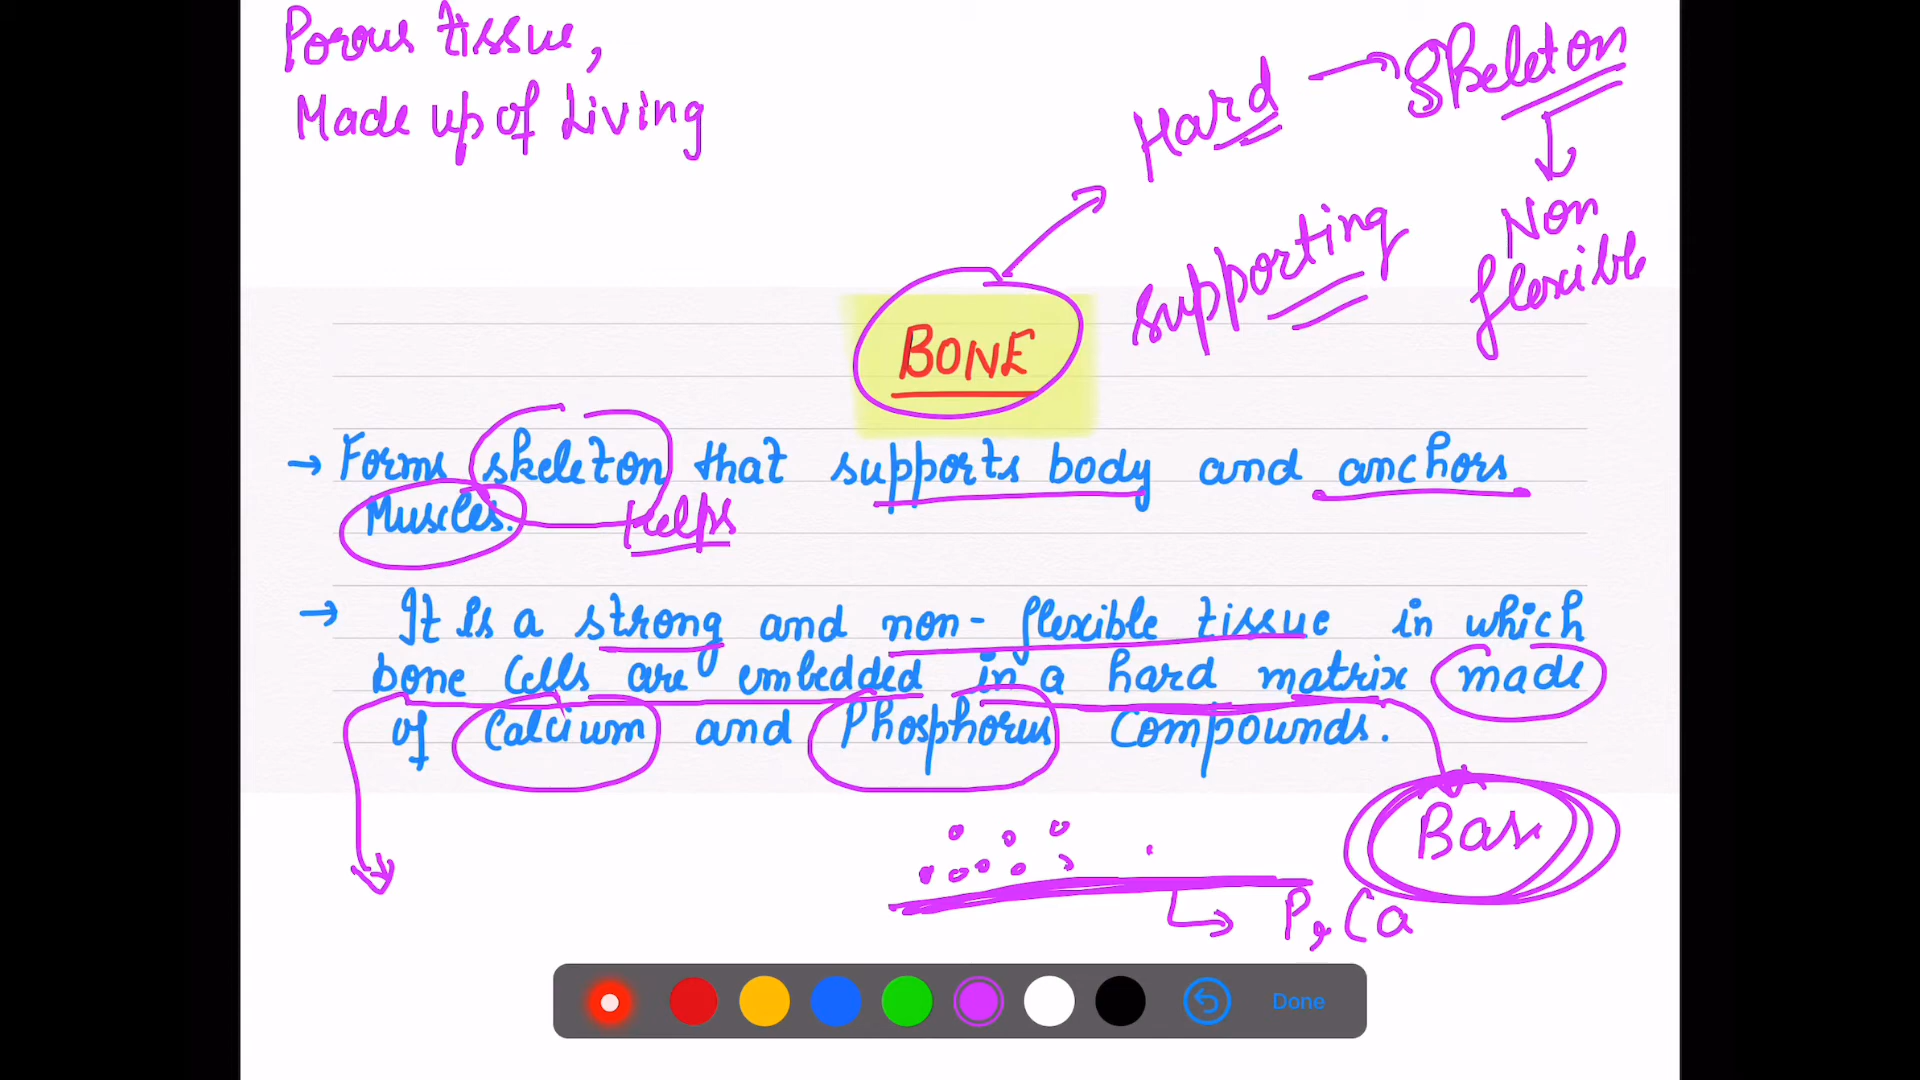 Porous tissue,
Made up of Living
Hard → Skeleton
supporting
Non
flexible
BONE
→ Forms skeleton that supports body and anchors
Muscles. Helps
→ It is a strong and non-flexible tissue in which
bone cells are embedded in a hard matrix made
of Calcium and Phosphorus Compounds.
P, Ca
Done